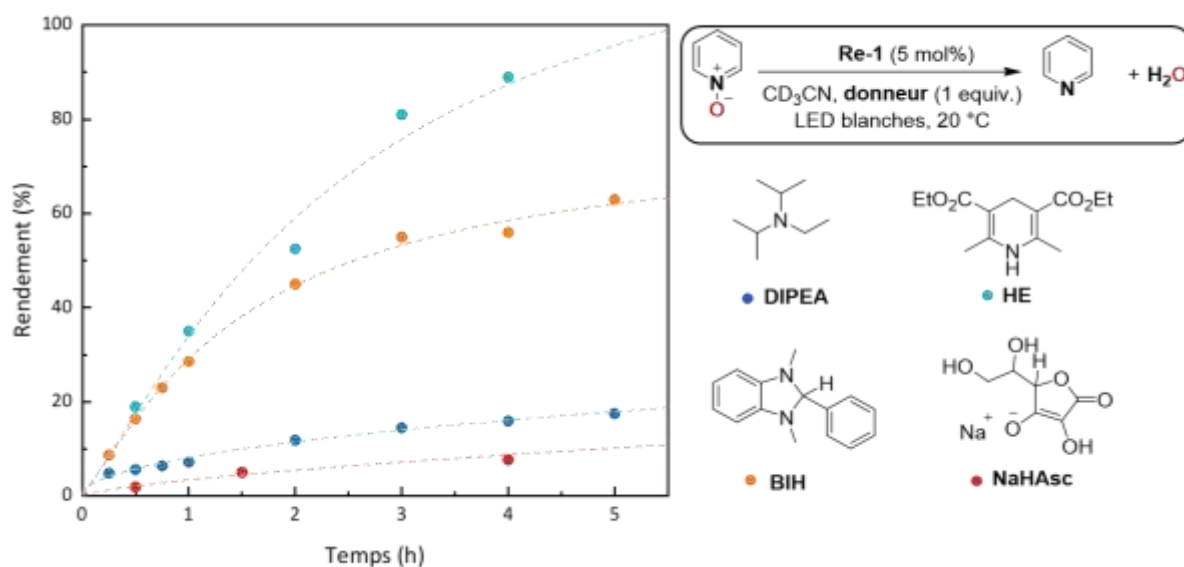 Rendement (%)
100
80
60
40
20
0
0 1 2 3 4 5
Temps (h)
Re-1 (5 mol%)
CD₃CN, donneur (1 equiv.)
LED blanches, 20 °C
N
+
O
−
N
+ H₂O
N
DIPEA
EtO₂C CO₂Et
N
H
HE
N
H
N
BIH
OH
HO H
O
O
Na⁺
⁻O
OH
NaHAsc